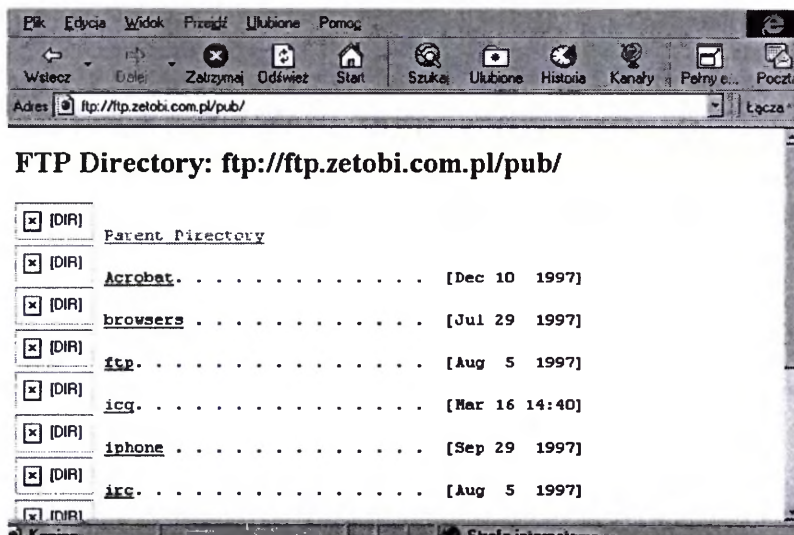 Plik Edycja Widok Przejdź Ulubione Pomoc
Wstecz Dalej Zatrzymaj Odśwież Start Szukaj Ulubione Historia Kanały Pełny e... Poczta
Adres ftp://ftp.zetobi.com.pl/pub/ Łącza
FTP Directory: ftp://ftp.zetobi.com.pl/pub/
[DIR] Parent Directory
[DIR] Acrobat. . . . . . . . . . . . . . [Dec 10 1997]
[DIR] browsers . . . . . . . . . . . . . [Jul 29 1997]
[DIR] ftp. . . . . . . . . . . . . . . . [Aug 5 1997]
[DIR] icq. . . . . . . . . . . . . . . . [Mar 16 14:40]
[DIR] iphone . . . . . . . . . . . . . . [Sep 29 1997]
[DIR] irc. . . . . . . . . . . . . . . . [Aug 5 1997]
[DIR]